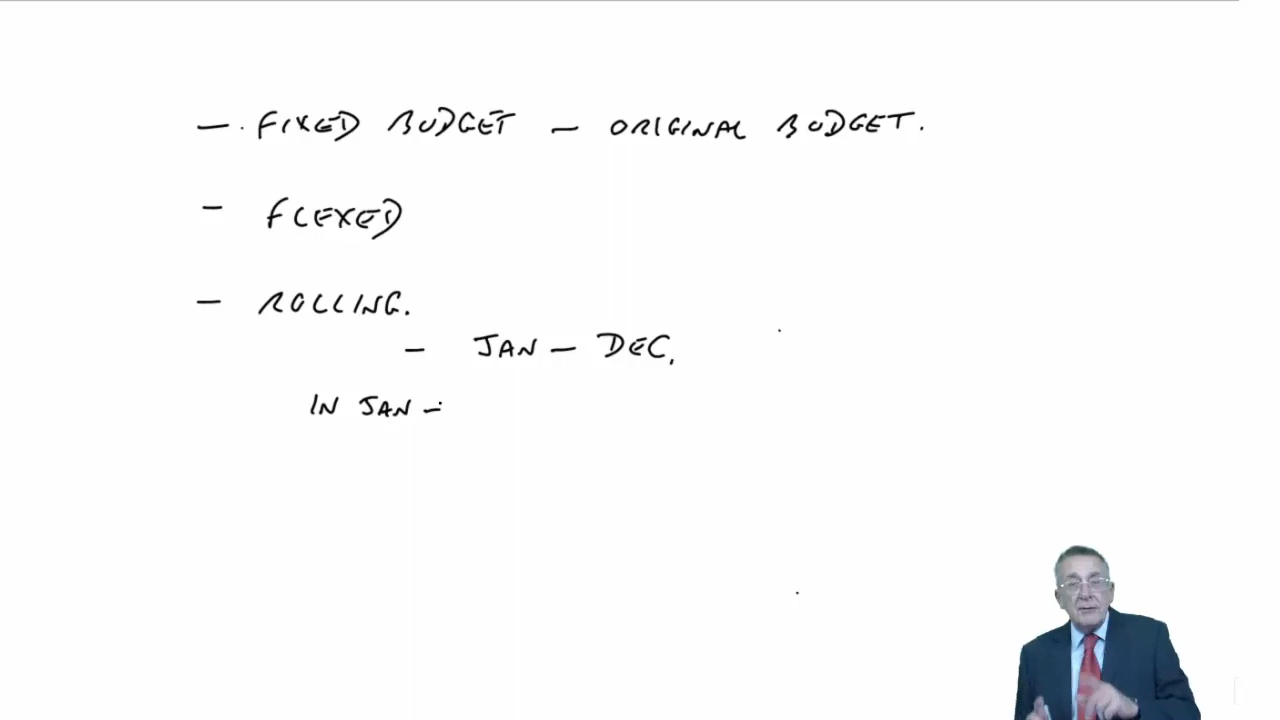 - FIXED BUDGET - ORIGINAL BUDGET.
- FLEXED
- ROLLING.
- JAN - DEC.
IN JAN -